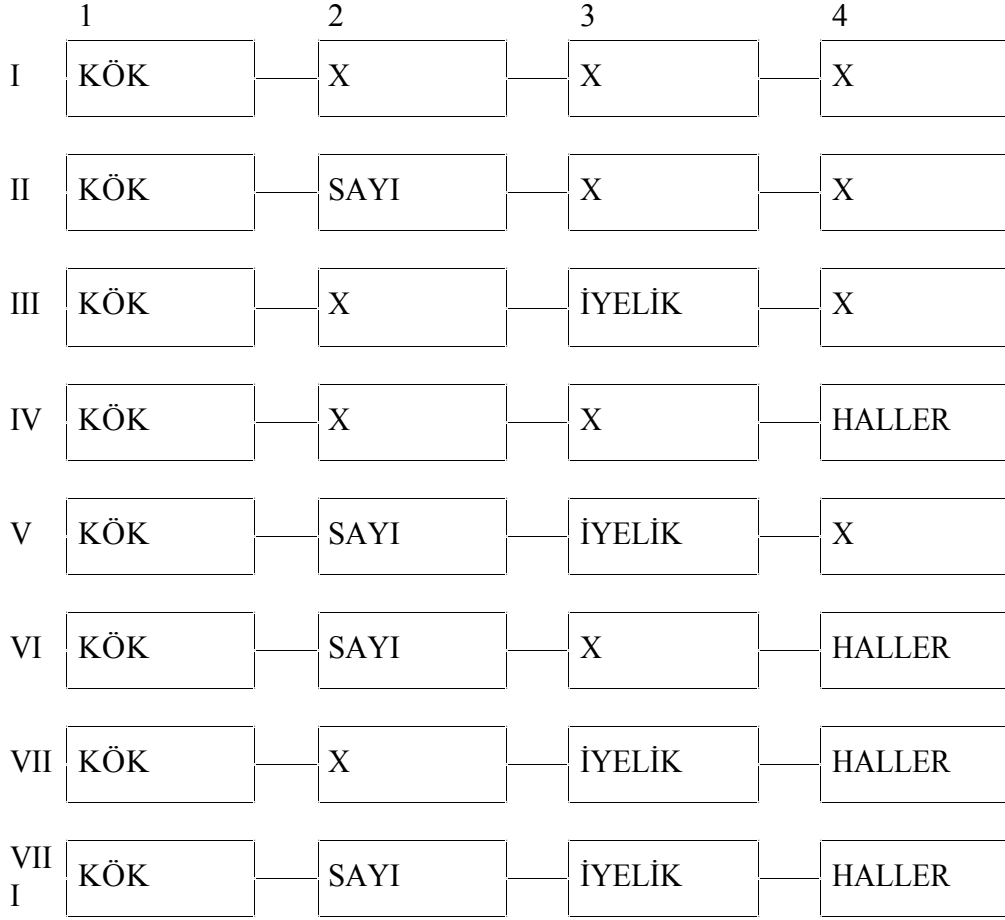 1 2 3 4
I KÖK X X X
II KÖK SAYI X X
III KÖK X İYELİK X
IV KÖK X X HALLER
V KÖK SAYI İYELİK X
VI KÖK SAYI X HALLER
VII KÖK X İYELİK HALLER
VII
I KÖK SAYI İYELİK HALLER